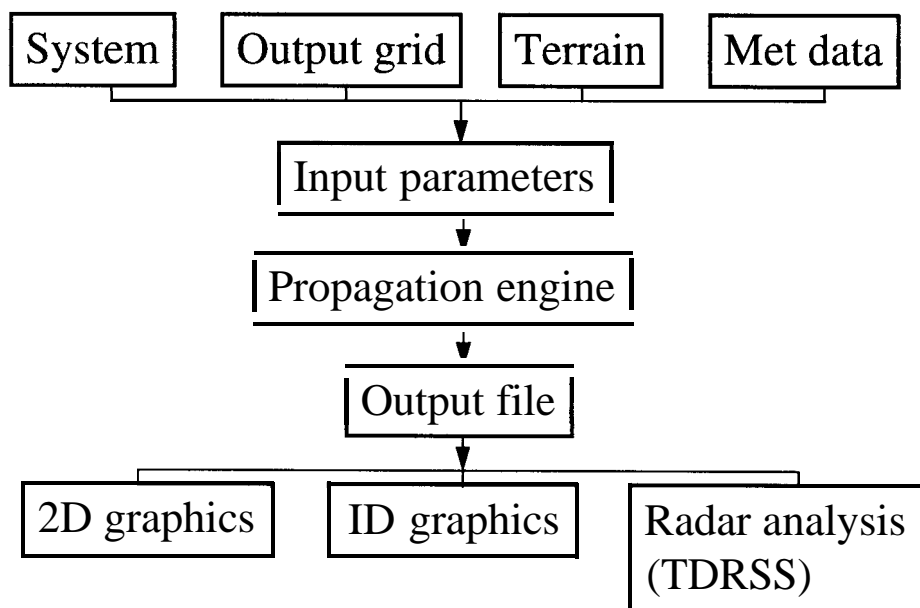 System
Output grid
Terrain
Met data
Input parameters
Propagation engine
Output file
2D graphics
ID graphics
Radar analysis
(TDRSS)